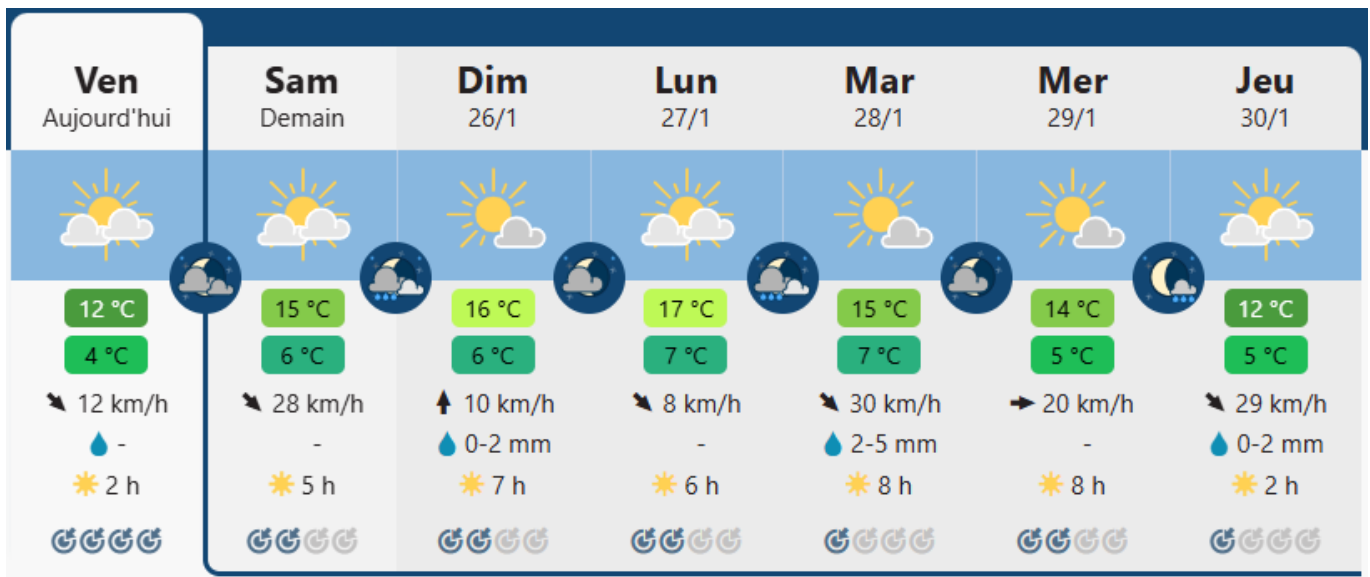 Ven Sam Dim Lun Mar Mer Jeu
Aujourd'hui Demain 26/1 27/1 28/1 29/1 30/1
12 °C 15 °C 16 °C 17 °C 15 °C 14 °C 12 °C
4 °C 6 °C 6 °C 7 °C 7 °C 5 °C 5 °C
12 km/h 28 km/h 10 km/h 8 km/h 30 km/h 20 km/h 29 km/h
- - 0-2 mm - 2-5 mm - 0-2 mm
2 h 5 h 7 h 6 h 8 h 8 h 2 h